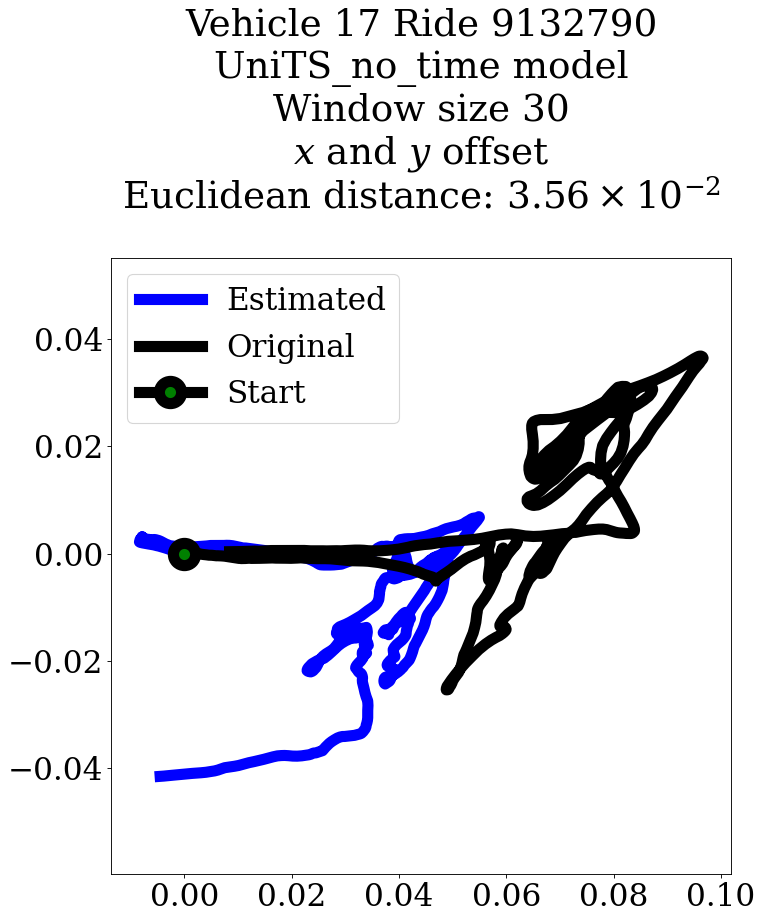 Vehicle 17 Ride 9132790
UniTS_no_time model
Window size 30
x and y offset
Euclidean distance: 3.56 × 10⁻²
Estimated
Original
Start
0.04
0.02
0.00
−0.02
−0.04
0.00 0.02 0.04 0.06 0.08 0.10